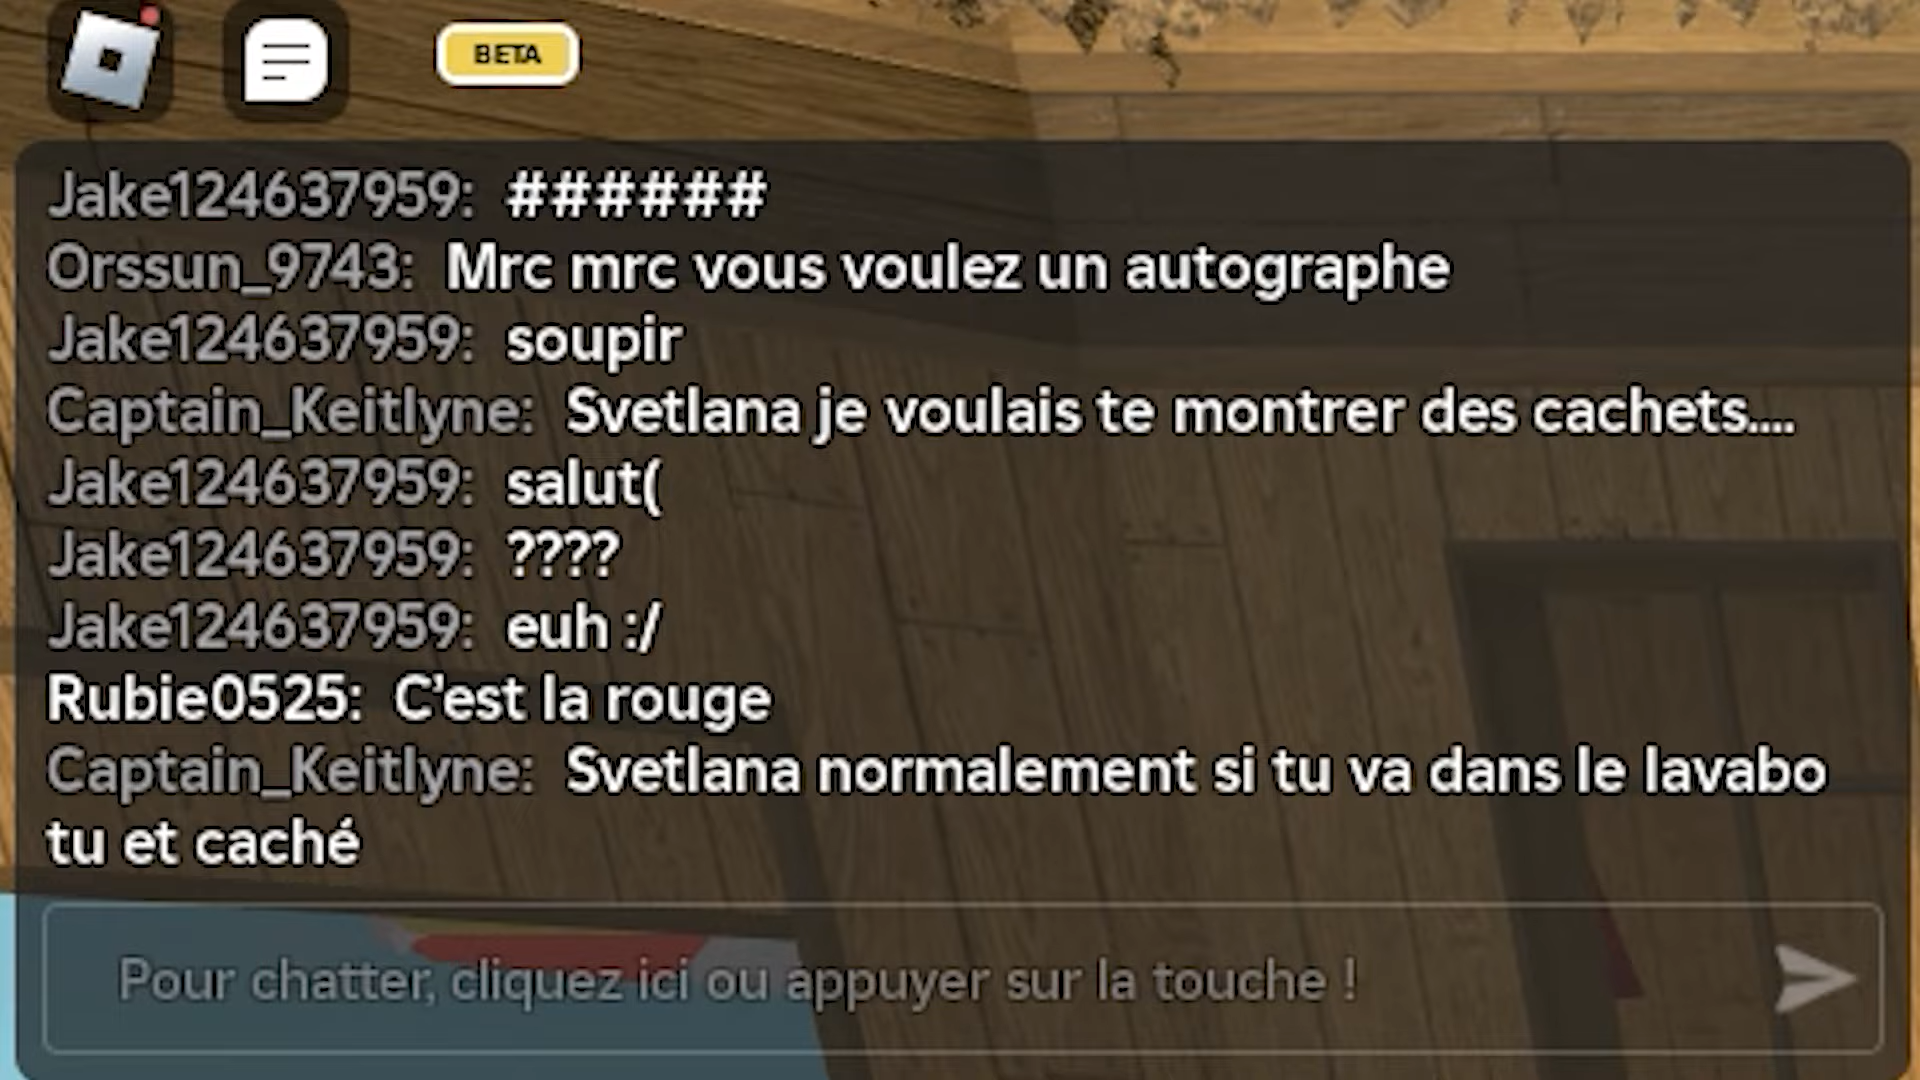 BETA
Jake124637959: ######
Orssun_9743: Mrc mrc vous voulez un autographe
Jake124637959: soupir
Captain_Keitlyne: Svetlana je voulais te montrer des cachets....
Jake124637959: salut(
Jake124637959: ????
Jake124637959: euh :/
Rubie0525: C'est la rouge
Captain_Keitlyne: Svetlana normalement si tu va dans le lavabo
tu et caché
Pour chatter, cliquez ici ou appuyer sur la touche !